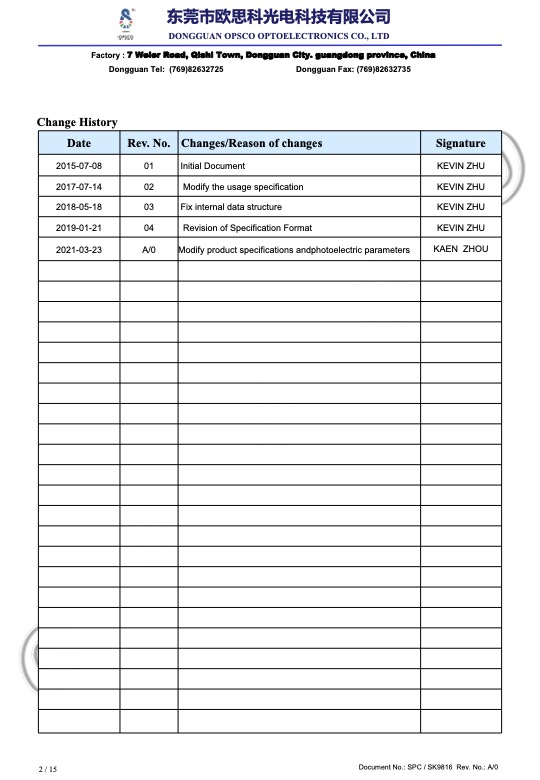 东莞市欧思科光电科技有限公司
OPSCO
DONGGUAN OPSCO OPTOELECTRONICS CO., LTD
Factory : 7 Weier Road, Qishi Town, Dongguan City. guangdong province, China
Dongguan Tel: (769)82632725 Dongguan Fax: (769)82632735
Change History
Date Rev. No. Changes/Reason of changes Signature
2015-07-08 01 Initial Document KEVIN ZHU
2017-07-14 02 Modify the usage specification KEVIN ZHU
2018-05-18 03 Fix internal data structure KEVIN ZHU
2019-01-21 04 Revision of Specification Format KEVIN ZHU
2021-03-23 A/0 Modify product specifications andphotoelectric parameters KAEN ZHOU
2 / 15 Document No.: SPC / SK9816 Rev. No.: A/0